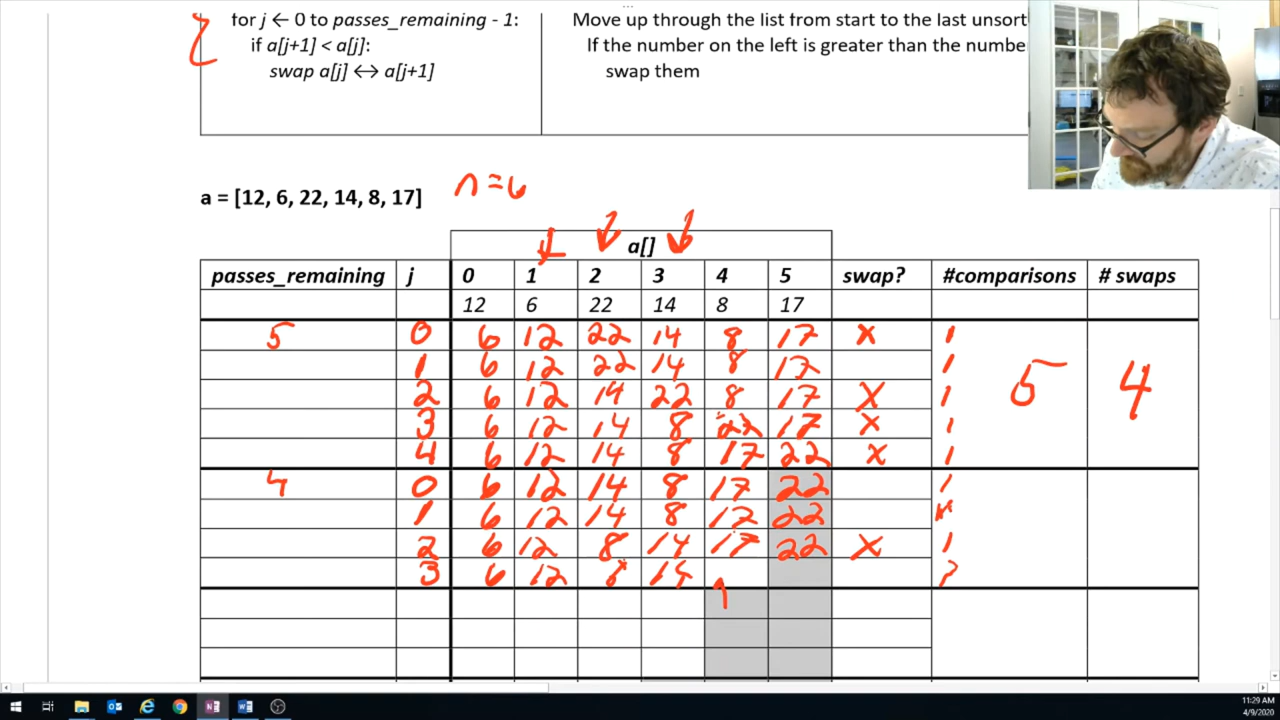 for j ← 0 to passes_remaining - 1:
if a[j+1] < a[j]:
swap a[j] ↔ a[j+1]
Move up through the list from start to the last unsort
If the number on the left is greater than the numbe
swap them
a = [12, 6, 22, 14, 8, 17] n=6
a[]
passes_remaining j 0 1 2 3 4 5 swap? #comparisons # swaps
12 6 22 14 8 17
5 0 6 12 22 14 8 17 x 1
1 6 12 22 14 8 17 1
2 6 12 14 22 8 17 x 1 5 4
3 6 12 14 8 22 17 x 1
4 6 12 14 8 17 22 x 1
4 0 6 12 14 8 17 22 1
1 6 12 14 8 17 22
2 6 12 8 14 17 22 x 1
3 6 12 14
11:29 AM
4/9/2020